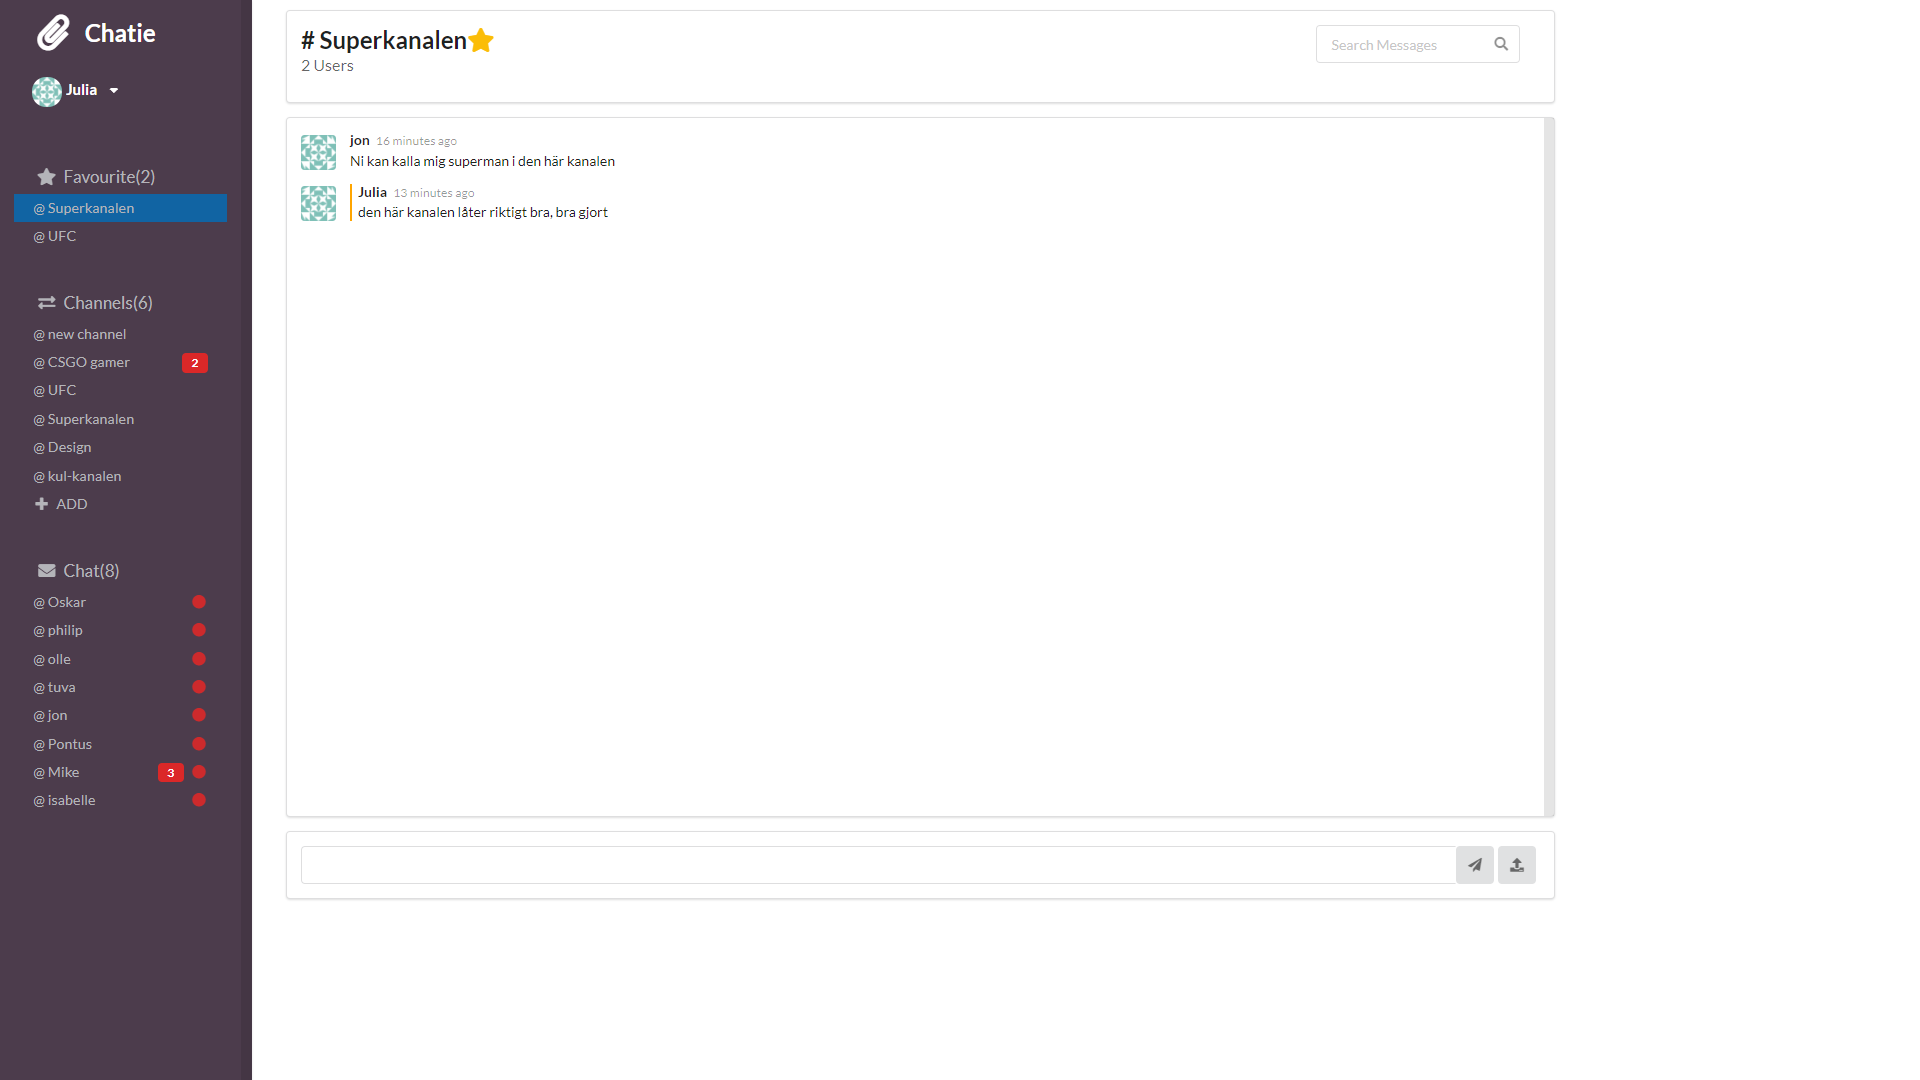 Chatie
Julia
Favourite(2)
@ Superkanalen
@ UFC
Channels(6)
@ new channel
@ CSGO gamer 2
@ UFC
@ Superkanalen
@ Design
@ kul-kanalen
ADD
Chat(8)
@ Oskar
@ philip
@ olle
@ tuva
@ jon
@ Pontus
@ Mike 3
@ isabelle
# Superkanalen
2 Users
Search Messages
jon 16 minutes ago
Ni kan kalla mig superman i den här kanalen
Julia 13 minutes ago
den här kanalen låter riktigt bra, bra gjort